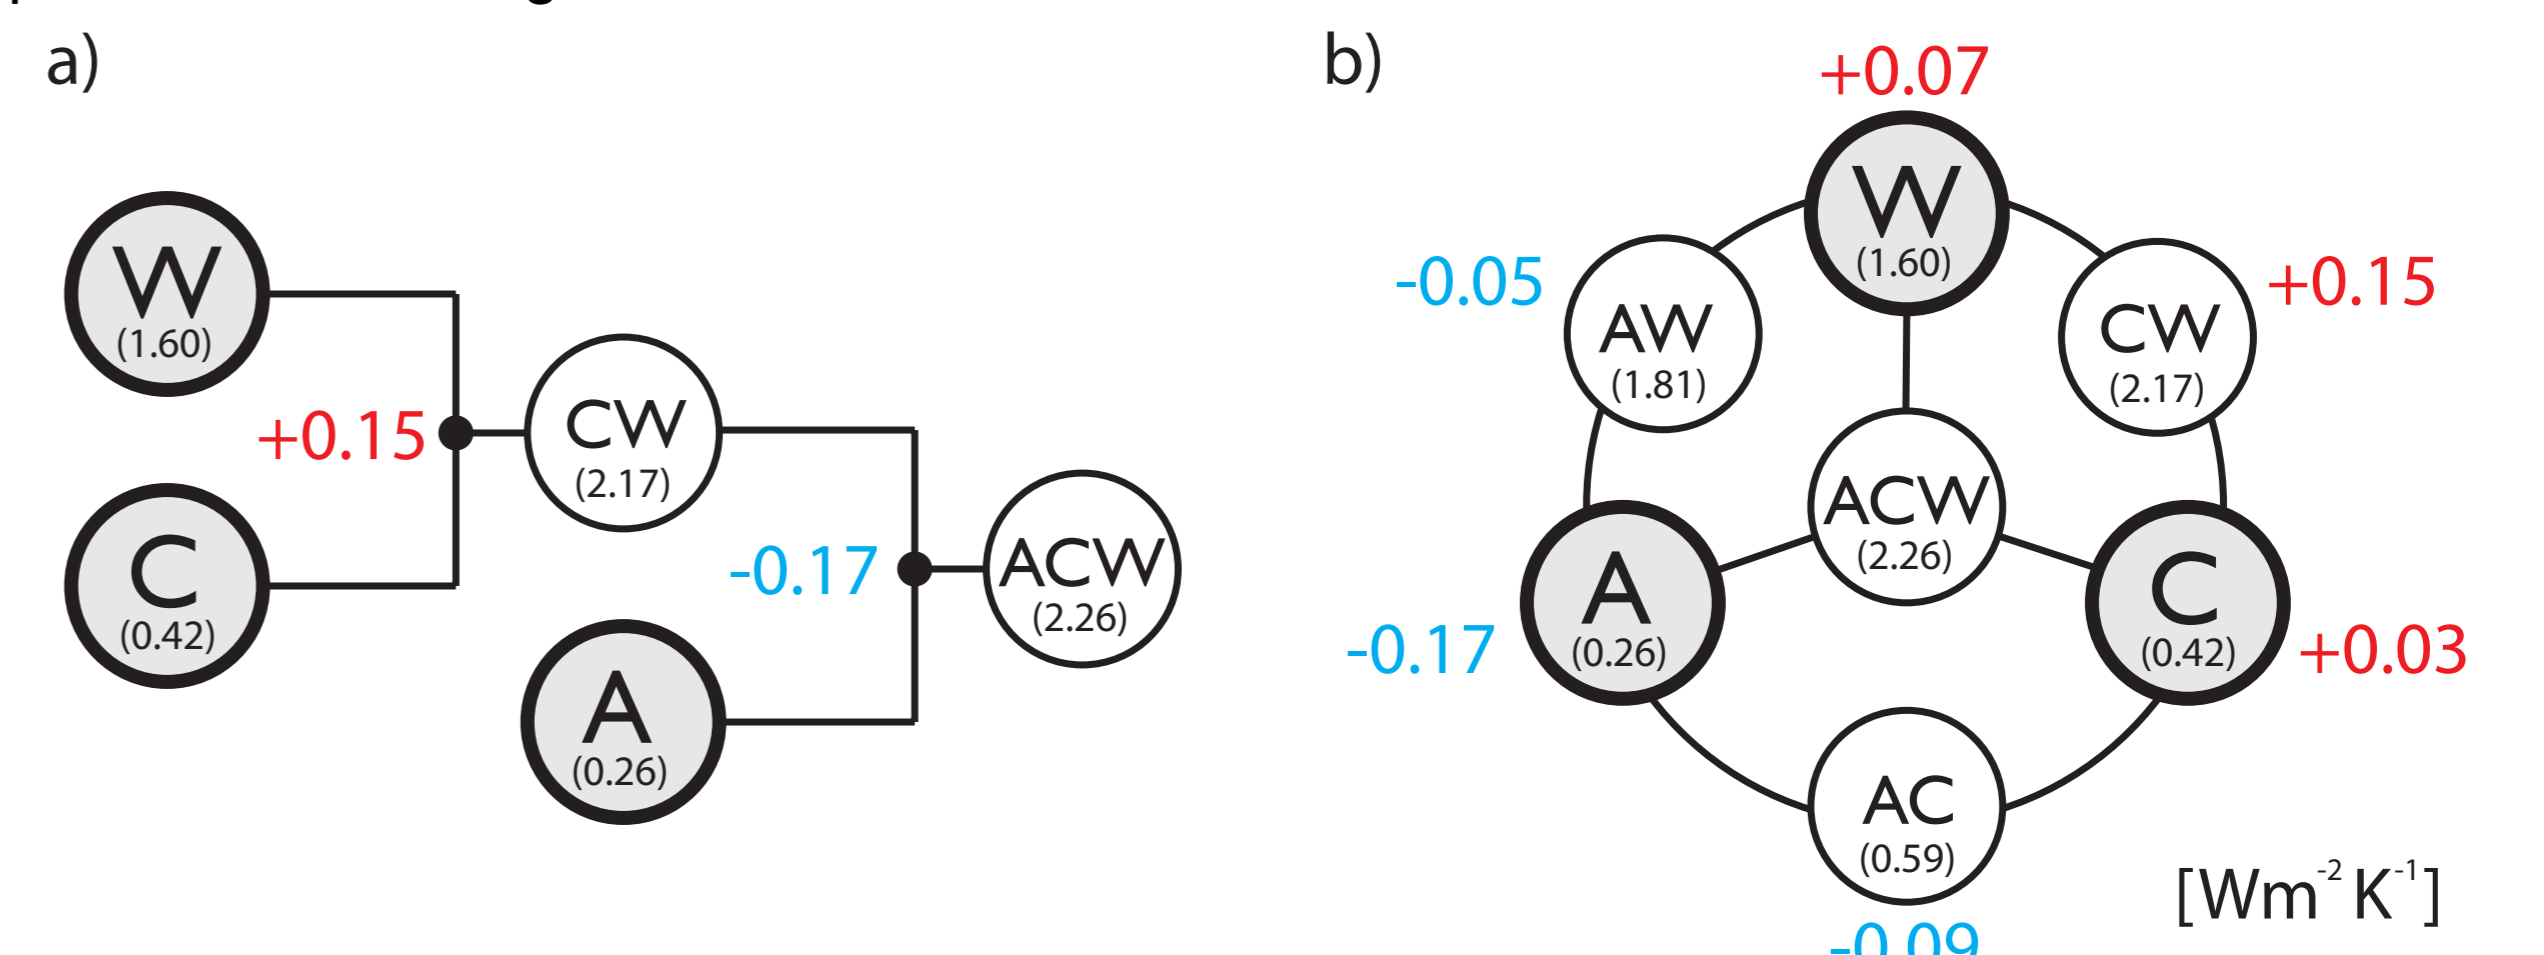 a)
W
(1.60)
+0.15
C
(0.42)
CW
(2.17)
-0.17
A
(0.26)
ACW
(2.26)
b)
+0.07
W
(1.60)
-0.05
AW
(1.81)
CW
(2.17)
+0.15
ACW
(2.26)
A
(0.26)
-0.17
C
(0.42)
+0.03
AC
(0.59)
-0.09
[Wm⁻² K⁻¹]